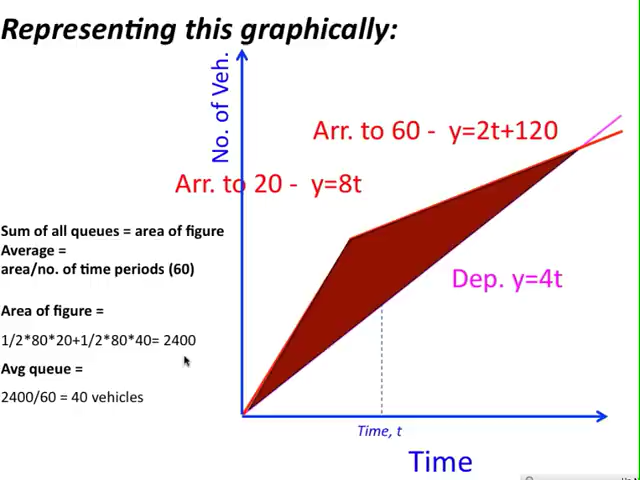 Representing this graphically:
No. of Veh.
Arr. to 60 - y=2t+120
Arr. to 20 - y=8t
Sum of all queues = area of figure
Average =
area/no. of time periods (60)
Dep. y=4t
Area of figure =
1/2*80*20+1/2*80*40= 2400
Avg queue =
2400/60 = 40 vehicles
Time, t
Time